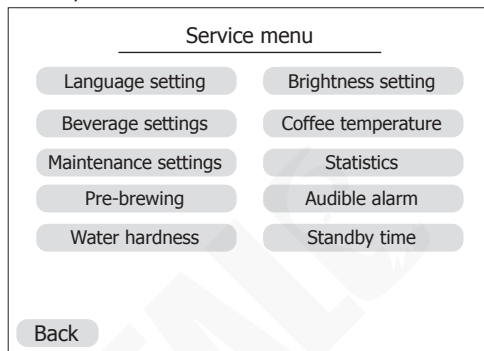 Service menu
Language setting
Brightness setting
Beverage settings
Coffee temperature
Maintenance settings
Statistics
Pre-brewing
Audible alarm
Water hardness
Standby time
Back